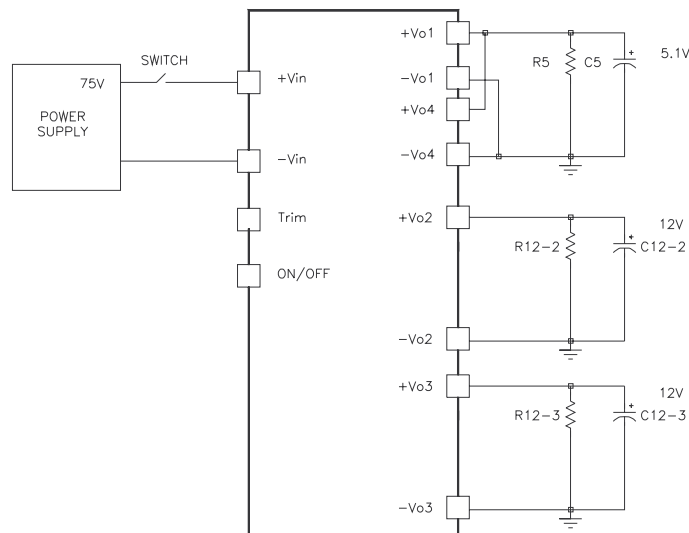 +Vo1
SWITCH
5.1V
R5 C5
75V
+Vin
-Vo1
+Vo4
POWER
SUPPLY
-Vin
-Vo4
Trim
+Vo2
12V
R12-2
C12-2
ON/OFF
-Vo2
+Vo3
12V
R12-3
C12-3
-Vo3